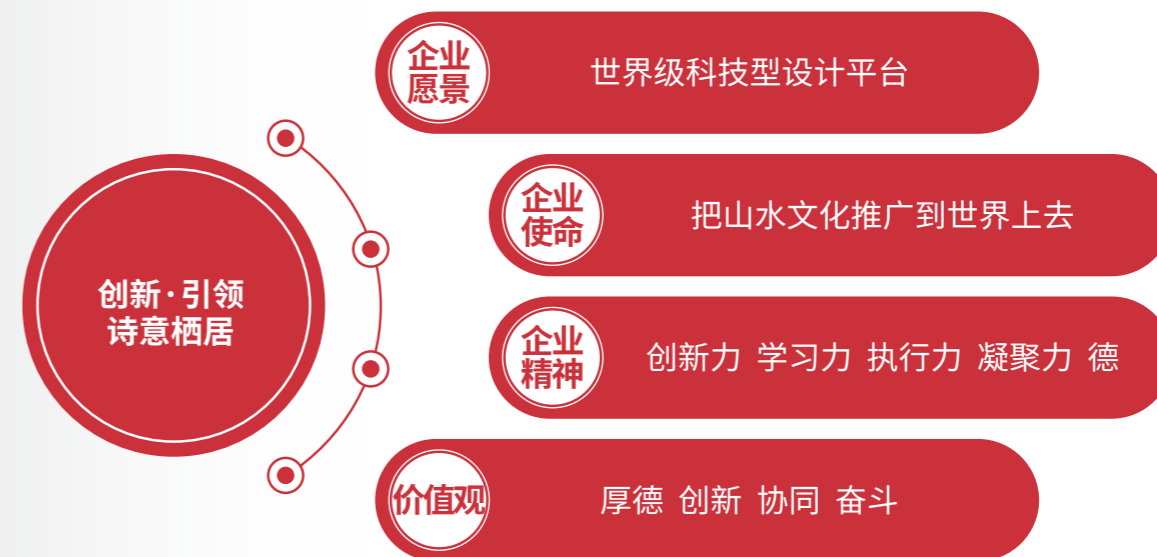 创新·引领
诗意栖居
企业
愿景
世界级科技型设计平台
企业
使命
把山水文化推广到世界上去
企业
精神
创新力 学习力 执行力 凝聚力 德
价值观
厚德 创新 协同 奋斗